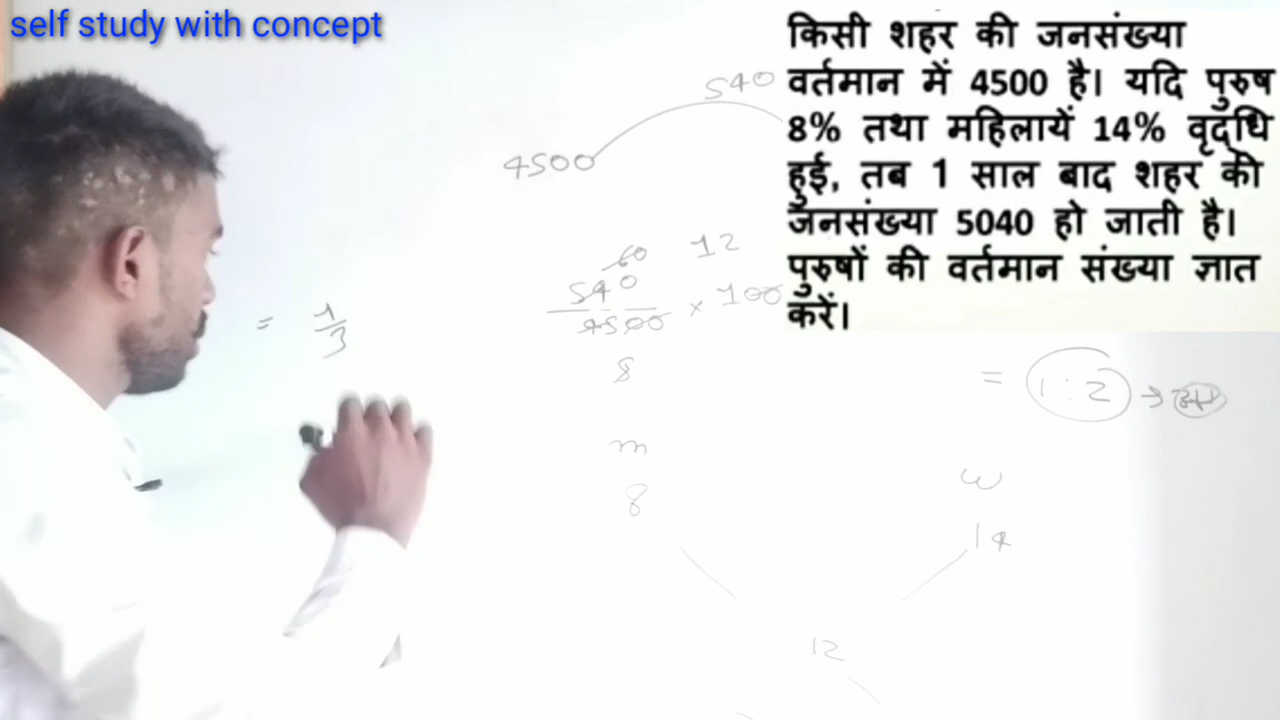 self study with concept
किसी शहर की जनसंख्या
वर्तमान में 4500 है। यदि पुरुष
8% तथा महिलायें 14% वृद्धि
हुई, तब 1 साल बाद शहर की
जनसंख्या 5040 हो जाती है।
पुरुषों की वर्तमान संख्या ज्ञात
करें।
540
4500
60 12
540
4500 × 100
= 1/3
8
= 1:2 →
m
w
8
14
12